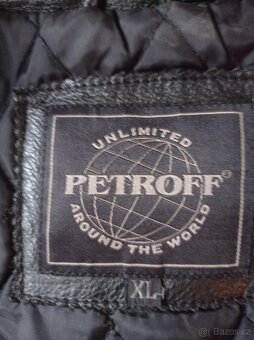 UNLIMITED
PETROFF®
AROUND THE WORLD
XL
bazos.cz